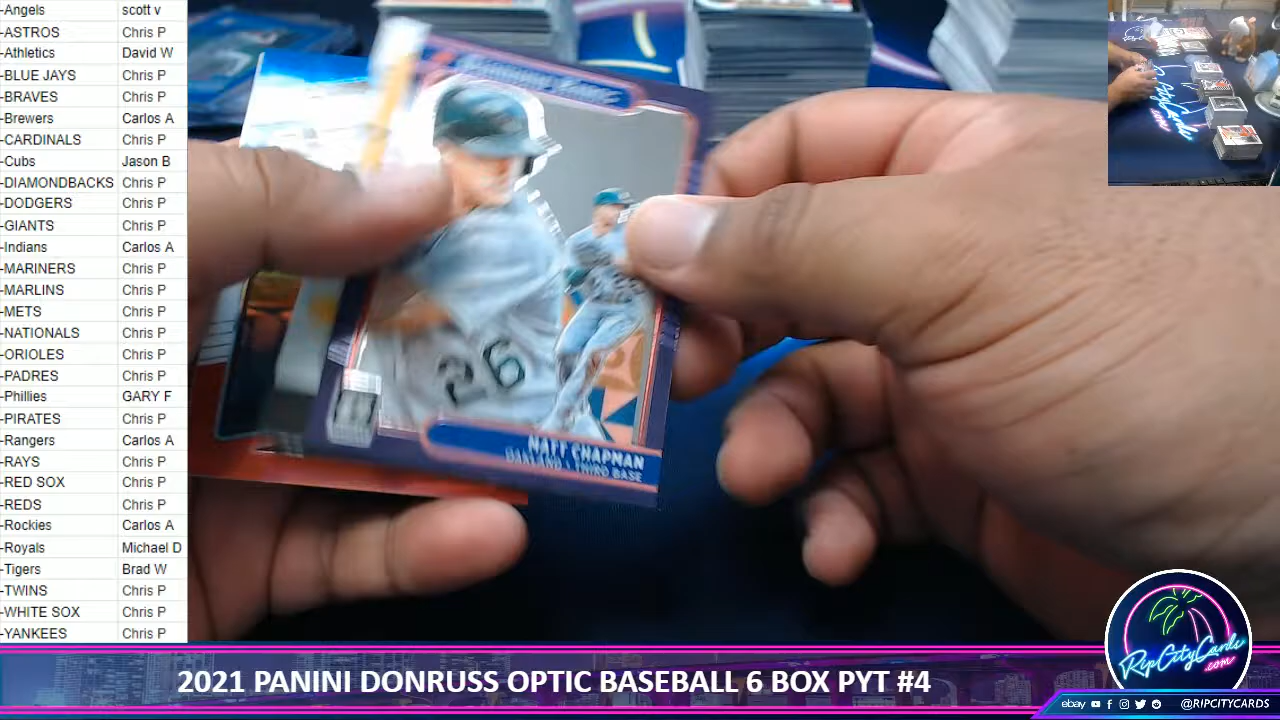 -Angels scott v
-ASTROS Chris P
-Athletics David W
-BLUE JAYS Chris P
-BRAVES Chris P
-Brewers Carlos A
-CARDINALS Chris P
-Cubs Jason B
-DIAMONDBACKS Chris P
-DODGERS Chris P
-GIANTS Chris P
-Indians Carlos A
-MARINERS Chris P
-MARLINS Chris P
-METS Chris P
-NATIONALS Chris P
-ORIOLES Chris P
-PADRES Chris P
-Phillies GARY F
-PIRATES Chris P
-Rangers Carlos A
-RAYS Chris P
-RED SOX Chris P
-REDS Chris P
-Rockies Carlos A
-Royals Michael D
-Tigers Brad W
-TWINS Chris P
-WHITE SOX Chris P
-YANKEES Chris P
26
MATT CHAPMAN
OAKLAND THIRD BASE
RipCityCards
.com
2021 PANINI DONRUSS OPTIC BASEBALL 6 BOX PYT #4
ebay @RIPCITYCARDS